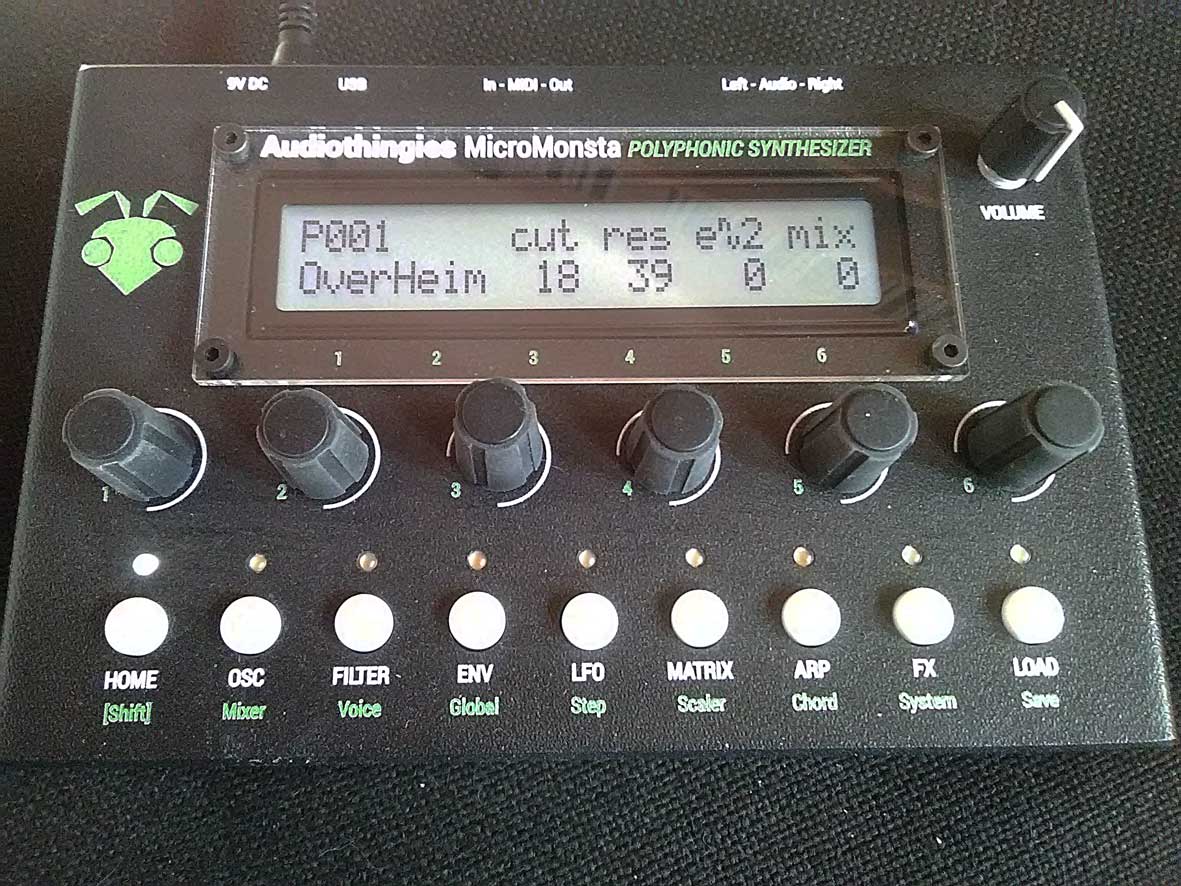 9V DC USB In - MIDI - Out Left - Audio - Right
Audiothingies MicroMonsta POLYPHONIC SYNTHESIZER
VOLUME
P001 cut res e∿2 mix
OverHeim 18 39 0 0
1 2 3 4 5 6
1 2 3 4 5 6
HOME OSC FILTER ENV LFO MATRIX ARP FX LOAD
[Shift] Mixer Voice Global Step Scaler Chord System Save